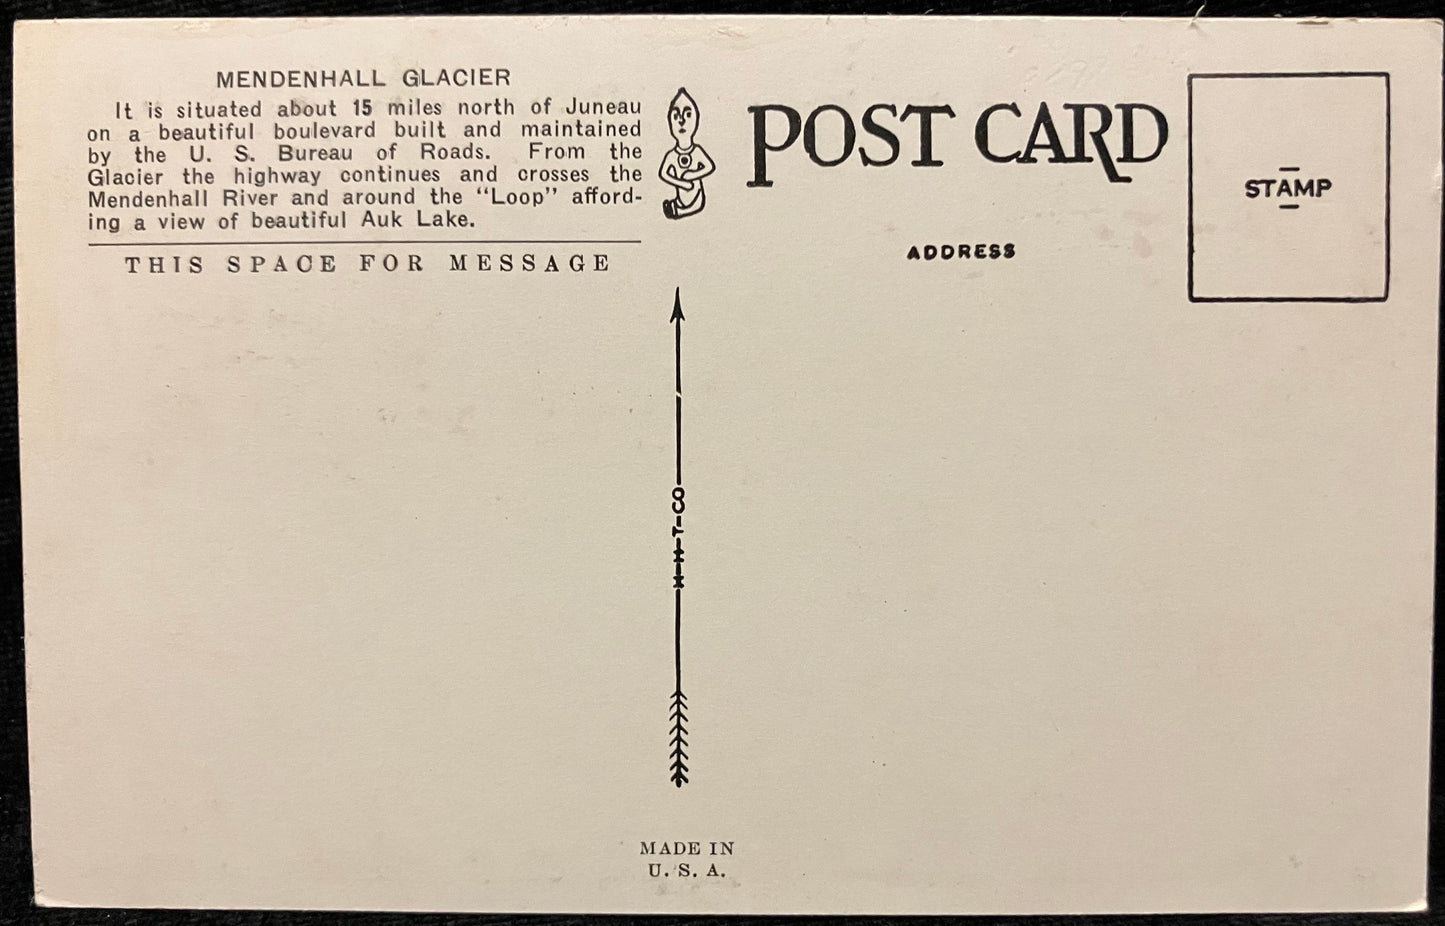 MENDENHALL GLACIER
It is situated about 15 miles north of Juneau
on a beautiful boulevard built and maintained
by the U. S. Bureau of Roads. From the
Glacier the highway continues and crosses the
Mendenhall River and around the "Loop" afford-
ing a view of beautiful Auk Lake.
THIS SPACE FOR MESSAGE
POST CARD
ADDRESS
STAMP
H-H-T-CO
MADE IN
U. S. A.